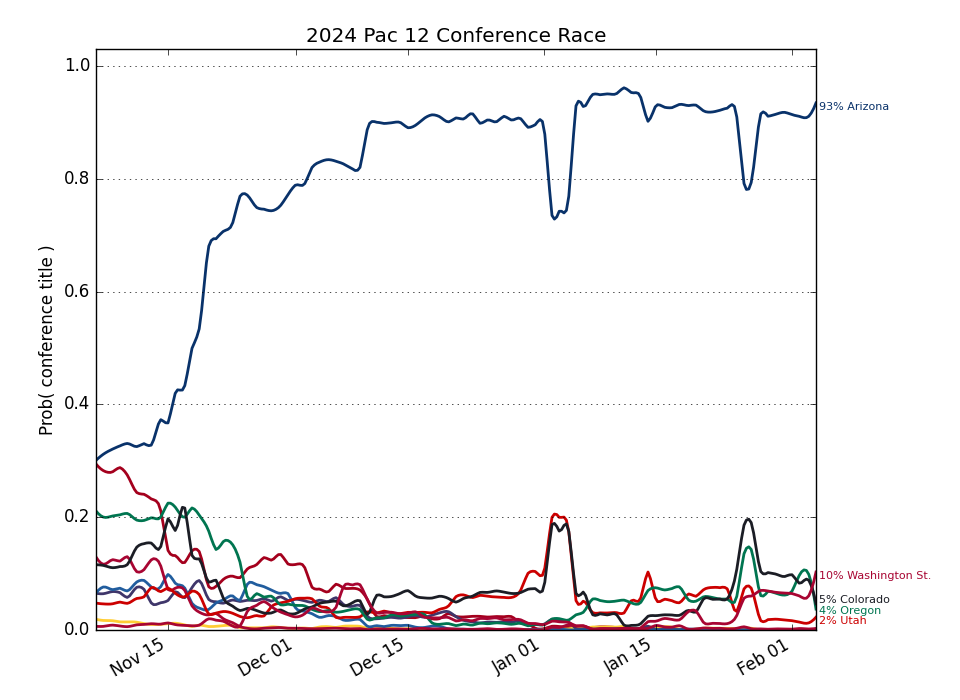 2024 Pac 12 Conference Race
Prob( conference title )
1.0
0.8
0.6
0.4
0.2
0.0
93% Arizona
10% Washington St.
5% Colorado
4% Oregon
2% Utah
Nov 15
Dec 01
Dec 15
Jan 01
Jan 15
Feb 01